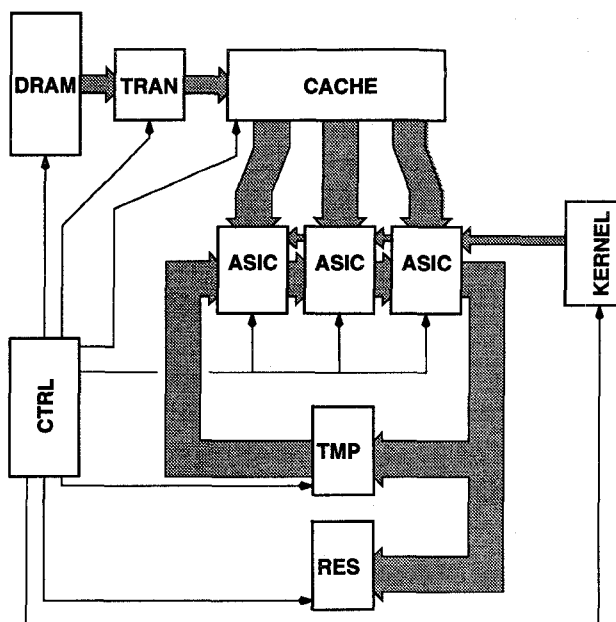 DRAM
TRAN
CACHE
ASIC
ASIC
ASIC
KERNEL
CTRL
TMP
RES